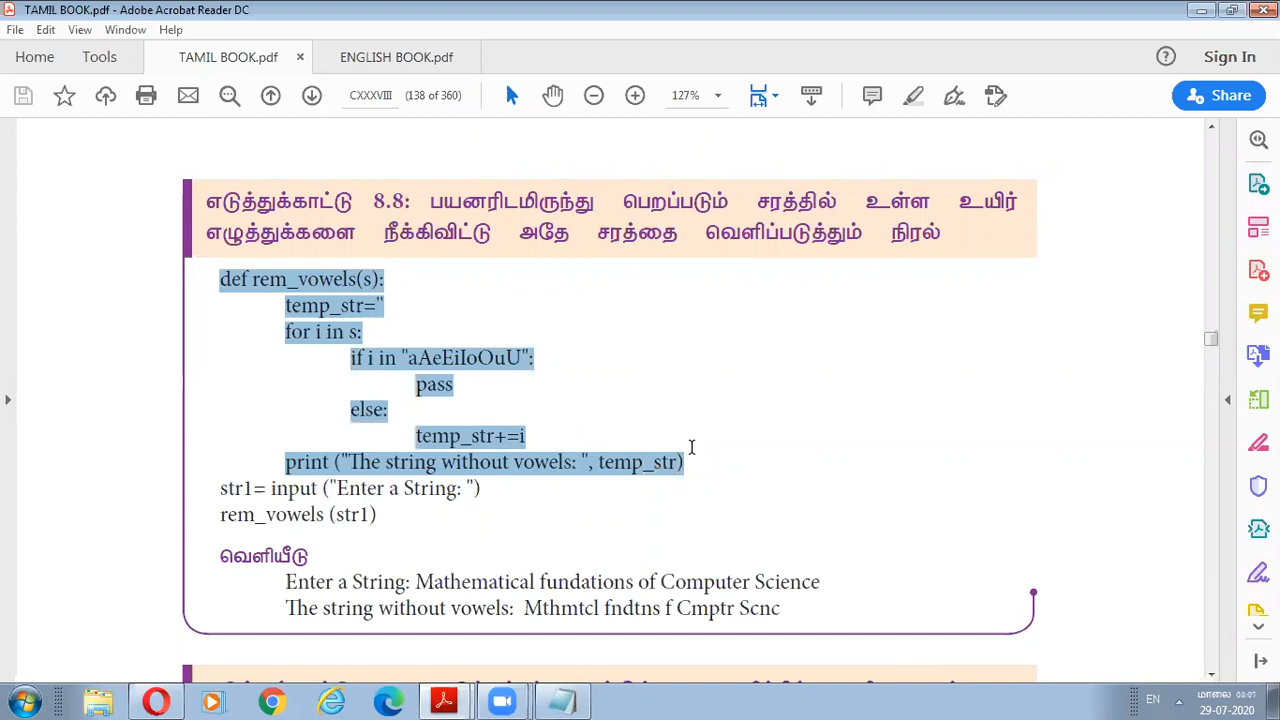 TAMIL BOOK.pdf - Adobe Acrobat Reader DC
File Edit View Window Help
Home Tools TAMIL BOOK.pdf × ENGLISH BOOK.pdf Sign In
CXXXVIII (138 of 360) 127% Share
எடுத்துக்காட்டு 8.8: பயனரிடமிருந்து பெறப்படும் சரத்தில் உள்ள உயிர்
எழுத்துக்களை நீக்கிவிட்டு அதே சரத்தை வெளிப்படுத்தும் நிரல்
def rem_vowels(s):
temp_str=''
for i in s:
if i in "aAeEiIoOuU":
pass
else:
temp_str+=i
print ("The string without vowels: ", temp_str)
str1= input ("Enter a String: ")
rem_vowels (str1)
வெளியீடு
Enter a String: Mathematical fundations of Computer Science
The string without vowels: Mthmtcl fndtns f Cmptr Scnc
EN மாலை 08:01
29-07-2020